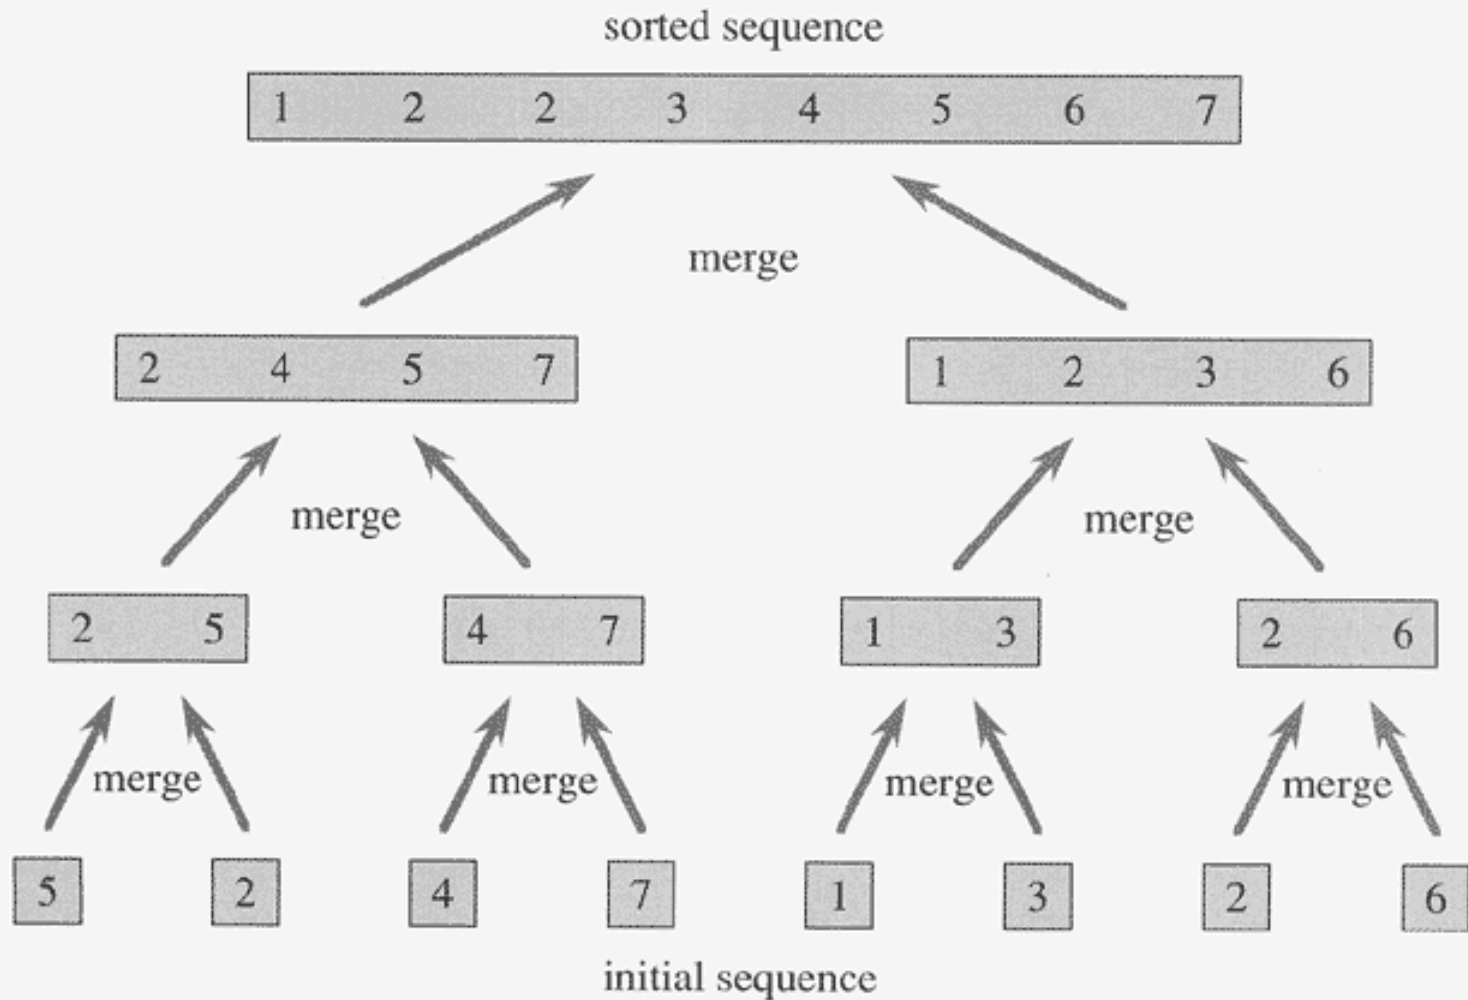 sorted sequence
1 2 2 3 4 5 6 7
merge
2 4 5 7
1 2 3 6
merge
merge
2 5
4 7
1 3
2 6
merge
merge
merge
merge
5
2
4
7
1
3
2
6
initial sequence